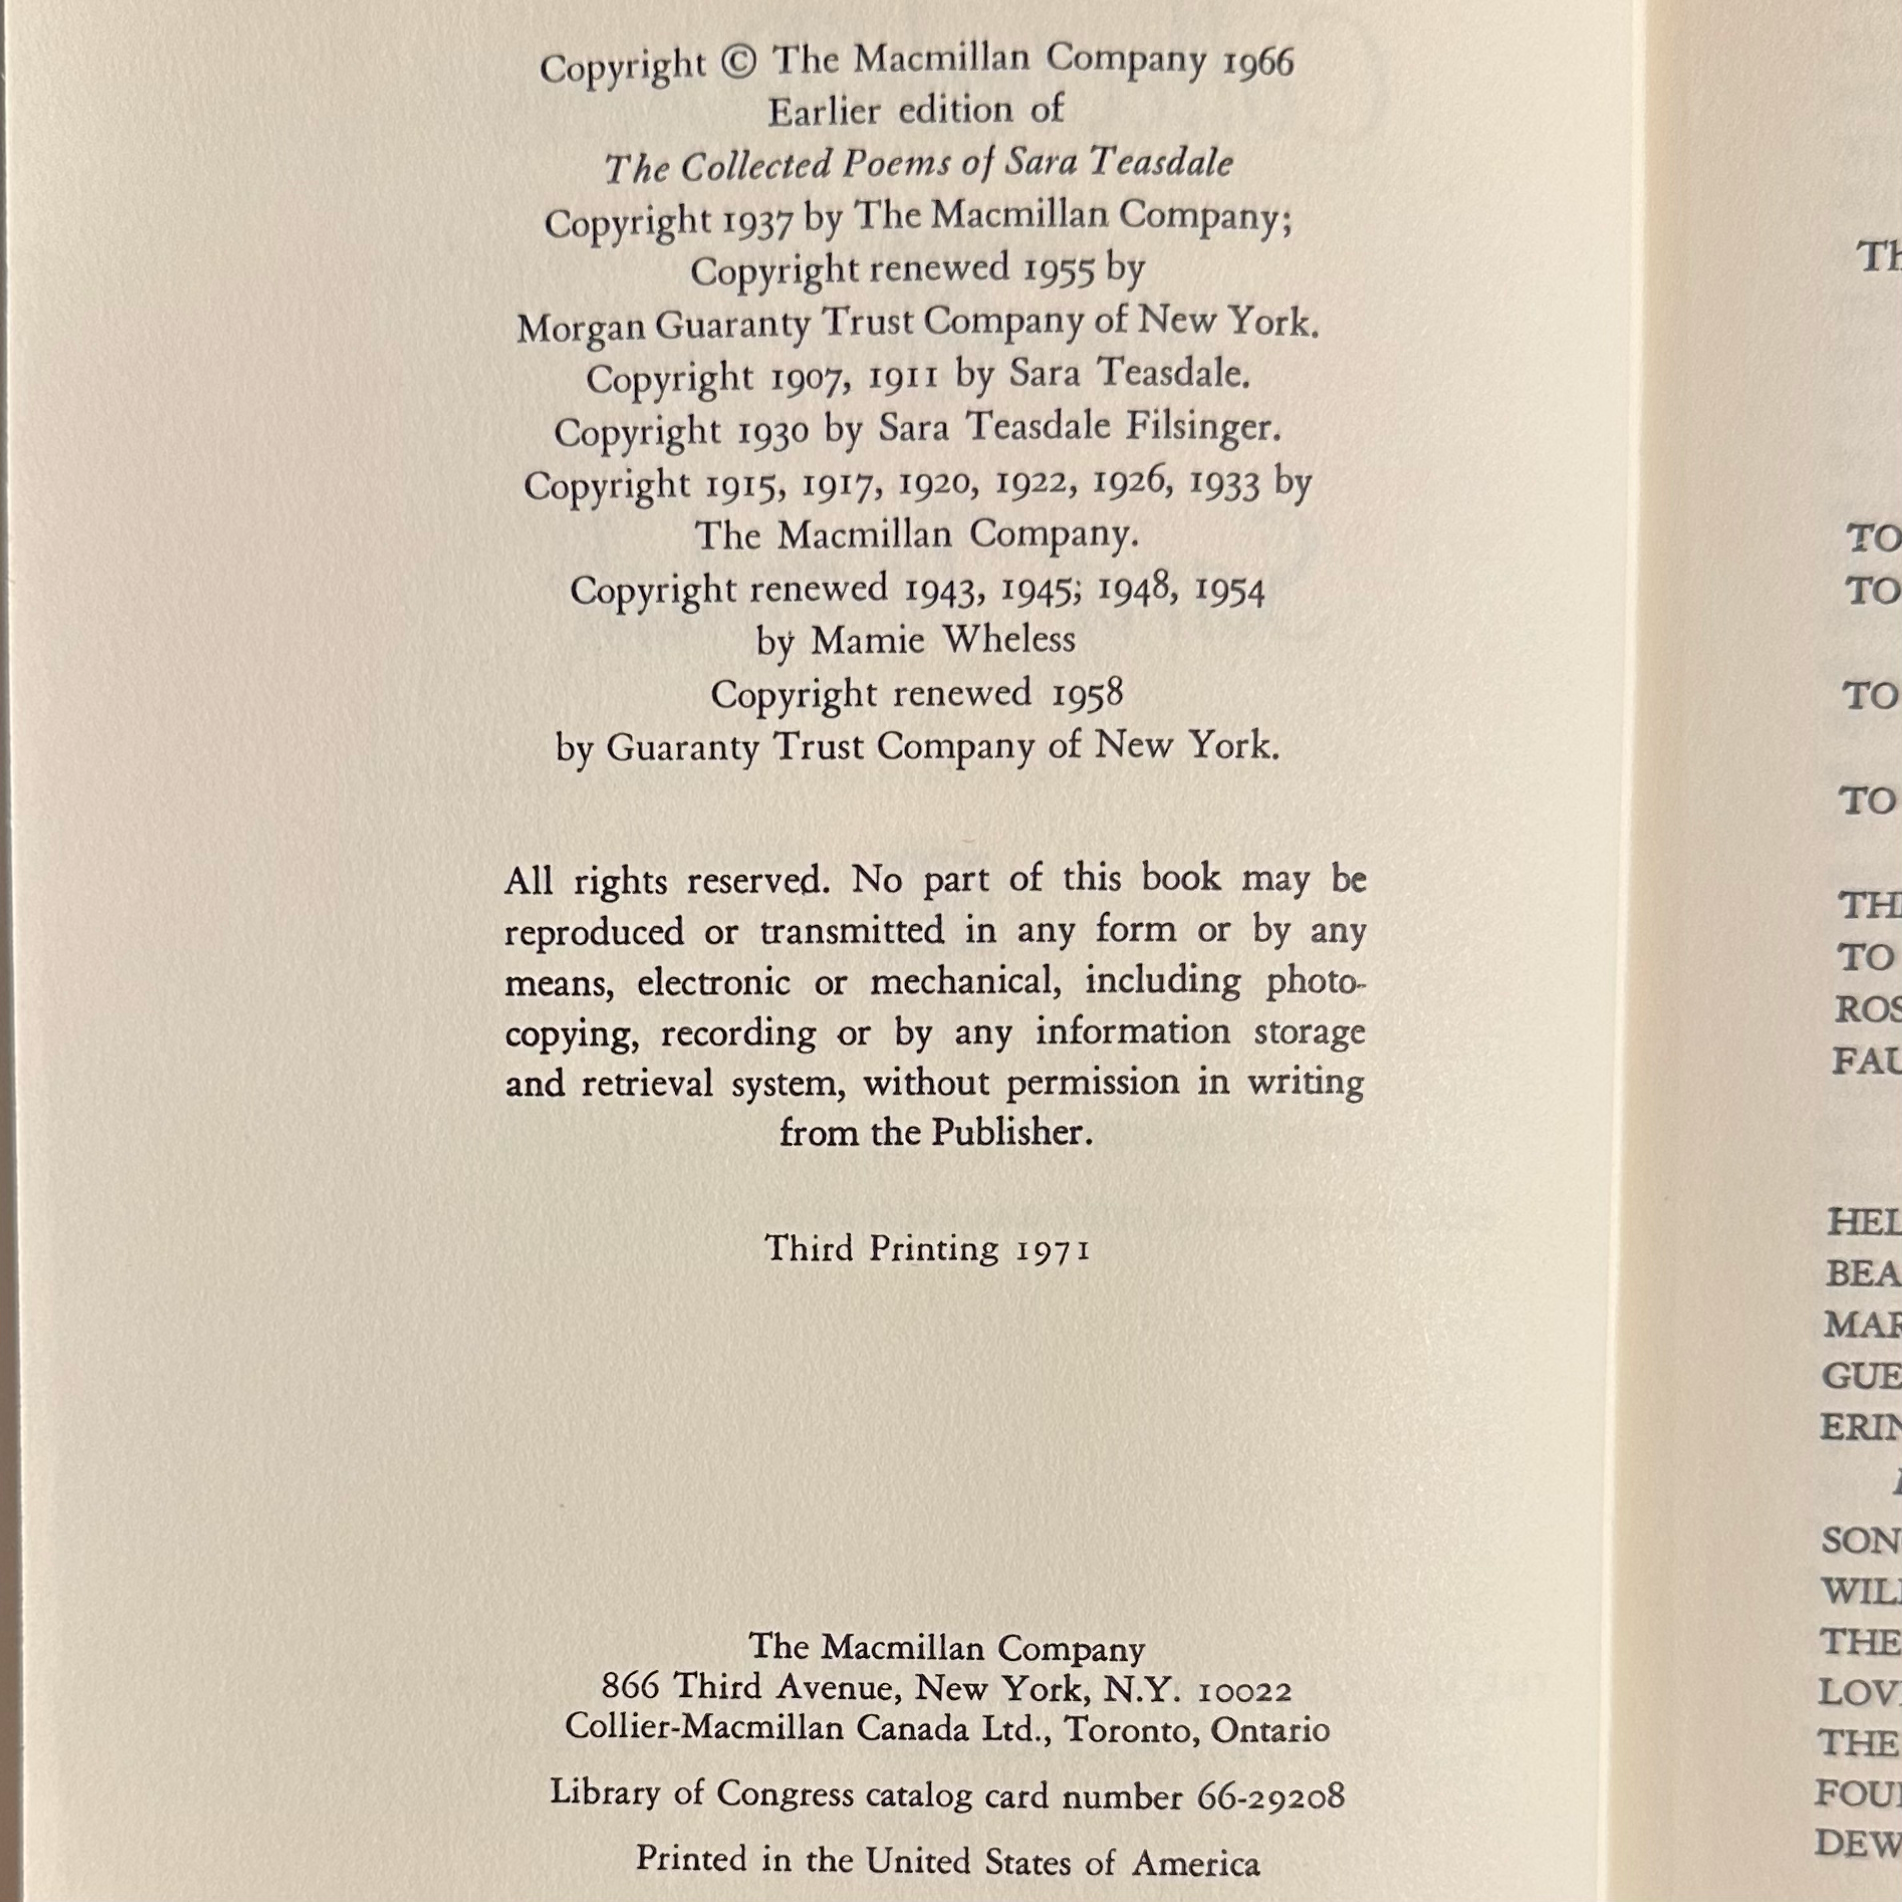 Copyright © The Macmillan Company 1966
Earlier edition of
The Collected Poems of Sara Teasdale
Copyright 1937 by The Macmillan Company;
Copyright renewed 1955 by
Morgan Guaranty Trust Company of New York.
Copyright 1907, 1911 by Sara Teasdale.
Copyright 1930 by Sara Teasdale Filsinger.
Copyright 1915, 1917, 1920, 1922, 1926, 1933 by
The Macmillan Company.
Copyright renewed 1943, 1945; 1948, 1954
by Mamie Wheless
Copyright renewed 1958
by Guaranty Trust Company of New York.
All rights reserved. No part of this book may be
reproduced or transmitted in any form or by any
means, electronic or mechanical, including photo-
copying, recording or by any information storage
and retrieval system, without permission in writing
from the Publisher.
Third Printing 1971
The Macmillan Company
866 Third Avenue, New York, N.Y. 10022
Collier-Macmillan Canada Ltd., Toronto, Ontario
Library of Congress catalog card number 66-29208
Printed in the United States of America
TO
TO
TO
TO
TO
THE
THE